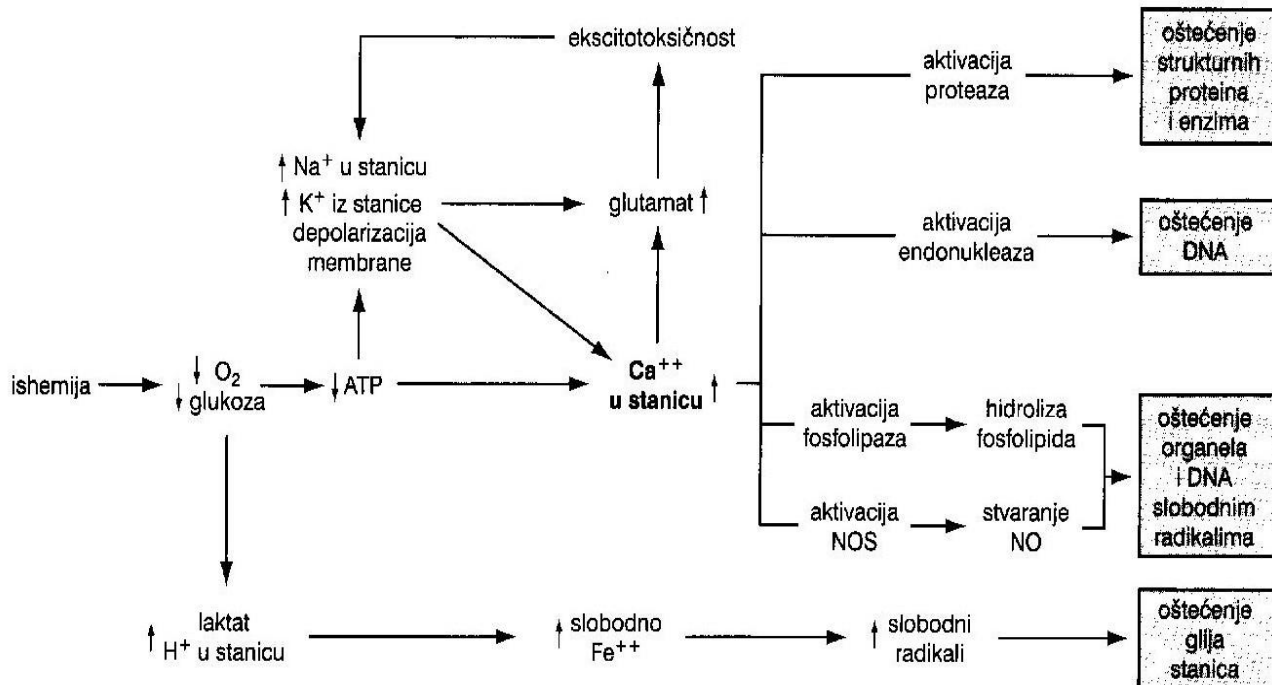 ekscitotoksičnost
aktivacija
proteaza
oštećenje
strukturnih
proteina
i enzima
↑ Na⁺ u stanicu
↑ K⁺ iz stanice
depolarizacija
membrane
glutamat ↑
aktivacija
endonukleaza
oštećenje
DNA
ishemija
↓ O₂
↓ glukoza
↓ ATP
Ca⁺⁺
u stanicu ↑
aktivacija
fosfolipaza
hidroliza
fosfolipida
aktivacija
NOS
stvaranje
NO
oštećenje
organela
i DNA
slobodnim
radikalima
laktat
↑ H⁺ u stanicu
↑ slobodno
Fe⁺⁺
↑ slobodni
radikali
oštećenje
glija
stanica